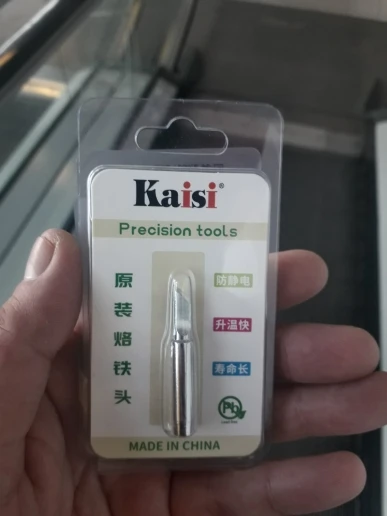 Kaisi®
Precision tools
原装烙铁头
防静电
升温快
寿命长
Pb
MADE IN CHINA